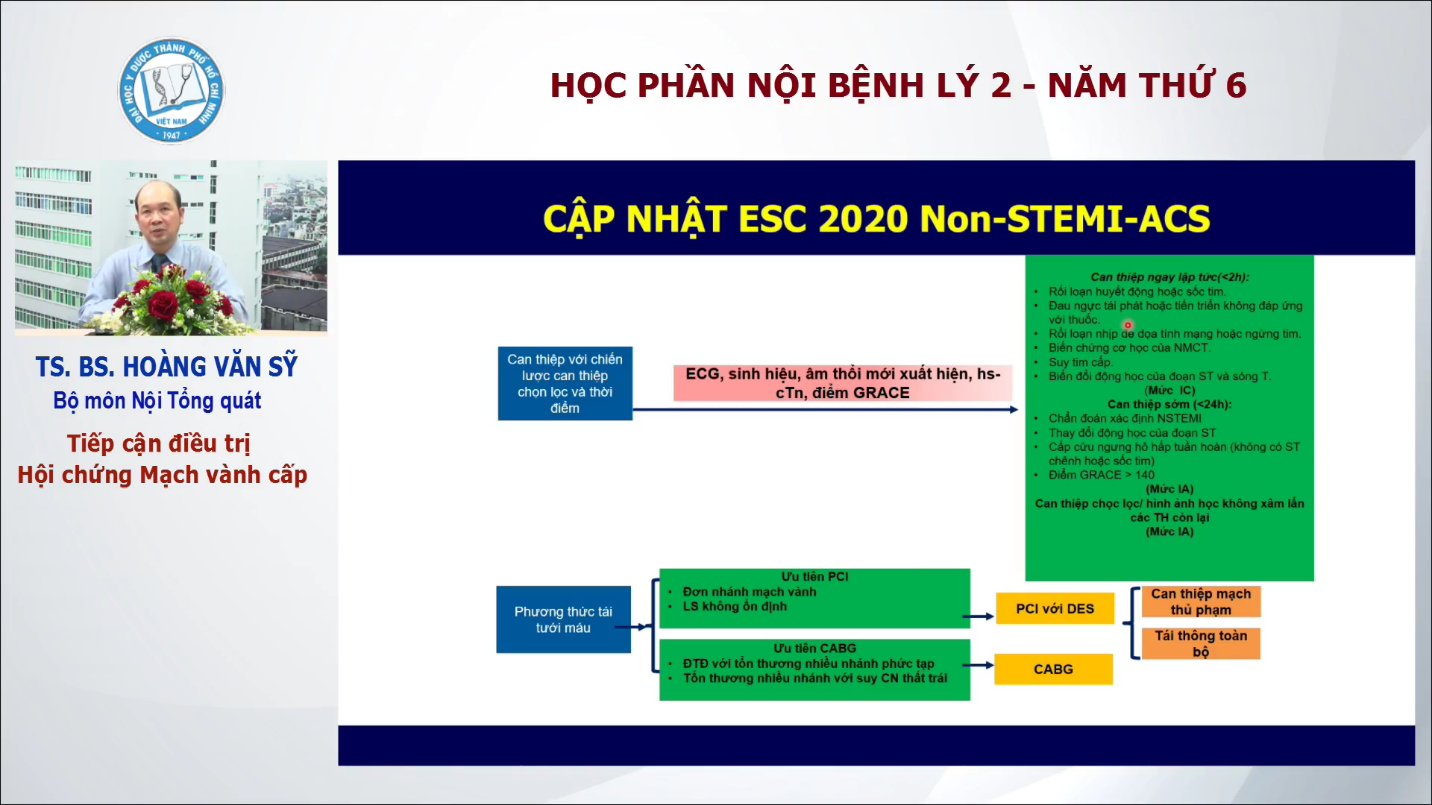 ĐẠI HỌC Y DƯỢC THÀNH PHỐ HỒ CHÍ MINH
VIỆT NAM
1947
HỌC PHẦN NỘI BỆNH LÝ 2 - NĂM THỨ 6
TS. BS. HOÀNG VĂN SỸ
Bộ môn Nội Tổng quát
Tiếp cận điều trị
Hội chứng Mạch vành cấp
CẬP NHẬT ESC 2020 Non-STEMI-ACS
Can thiệp với chiến
lược can thiệp
chọn lọc và thời
điểm
ECG, sinh hiệu, âm thổi mới xuất hiện, hs-
cTn, điểm GRACE
Can thiệp ngay lập tức(<2h):
• Rối loạn huyết động hoặc sốc tim.
• Đau ngực tái phát hoặc tiến triển không đáp ứng
với thuốc.
• Rối loạn nhịp đe dọa tính mạng hoặc ngừng tim.
• Biến chứng cơ học của NMCT.
• Suy tim cấp.
• Biến đổi động học của đoạn ST và sóng T.
(Mức IC)
Can thiệp sớm (<24h):
• Chẩn đoán xác định NSTEMI
• Thay đổi động học của đoạn ST
• Cấp cứu ngưng hô hấp tuần hoàn (không có ST
chênh hoặc sốc tim)
• Điểm GRACE > 140
(Mức IA)
Can thiệp chọc lọc/ hình ảnh học không xâm lấn
các TH còn lại
(Mức IA)
Phương thức tái
tưới máu
Ưu tiên PCI
• Đơn nhánh mạch vành
• LS không ổn định
Ưu tiên CABG
• ĐTĐ với tổn thương nhiều nhánh phức tạp
• Tổn thương nhiều nhánh với suy CN thất trái
PCI với DES
CABG
Can thiệp mạch
thủ phạm
Tái thông toàn
bộ